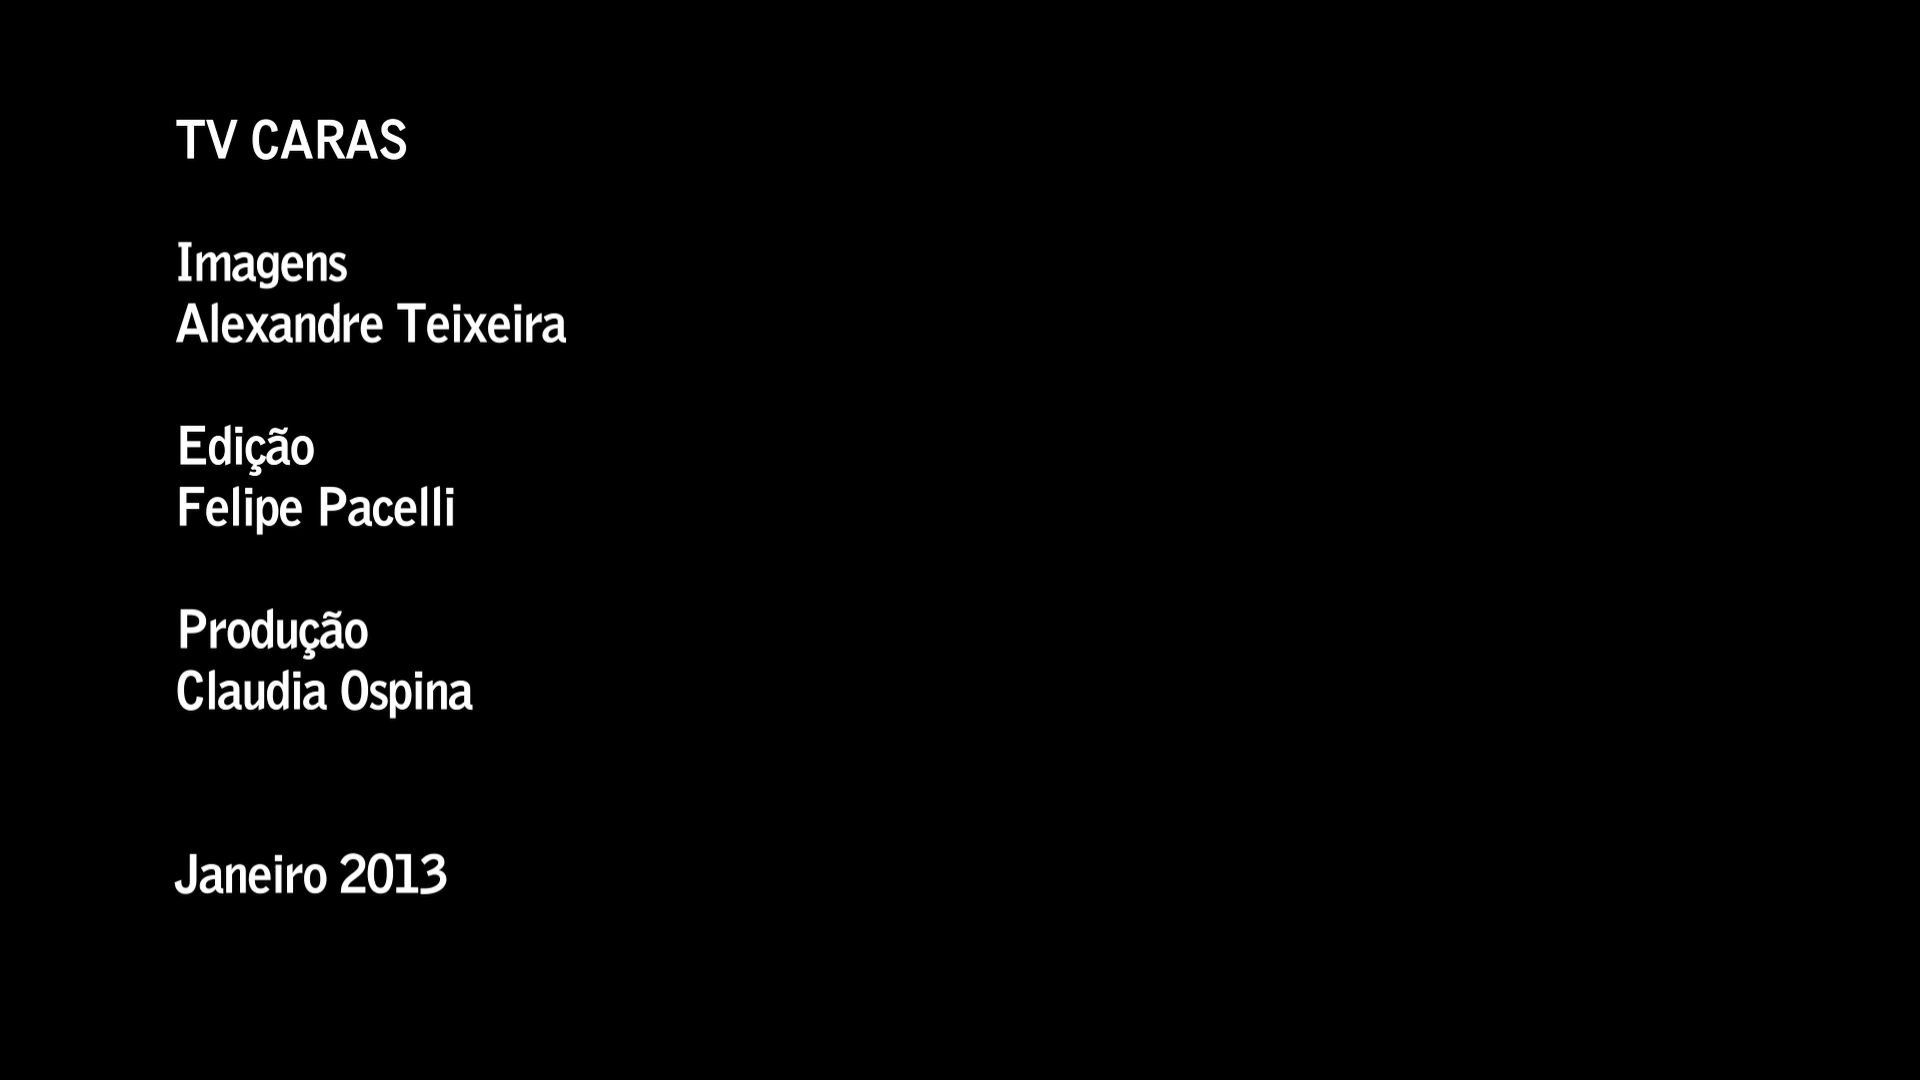 TV CARAS
Imagens
Alexandre Teixeira
Edição
Felipe Pacelli
Produção
Claudia Ospina
Janeiro 2013